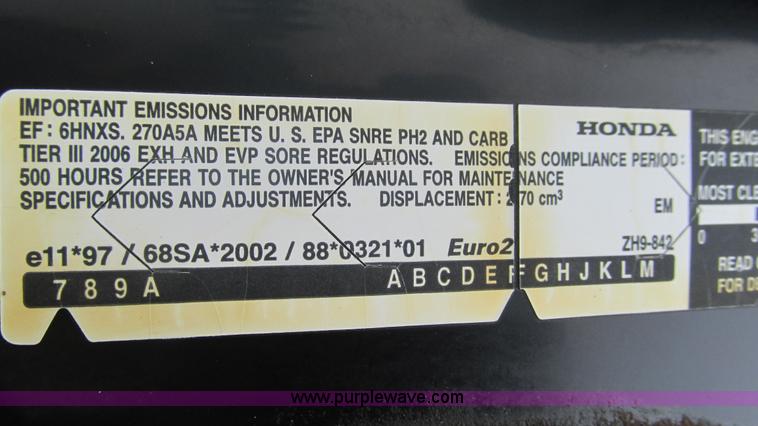 IMPORTANT EMISSIONS INFORMATION
EF: 6HNXS. 270A5A MEETS U. S. EPA SNRE PH2 AND CARB
TIER III 2006 EXH AND EVP SORE REGULATIONS. EMISSIONS COMPLIANCE PERIOD:
500 HOURS REFER TO THE OWNER'S MANUAL FOR MAINTENANCE
SPECIFICATIONS AND ADJUSTMENTS. DISPLACEMENT: 270 cm³
HONDA
EM
e11*97 / 68SA*2002 / 88*0321*01 Euro2
ZH9-842
7 8 9 A A B C D E F G H J K L M
THIS ENG
FOR EXTE
MOST CLE
0 3
READ
FOR DE
www.purplewave.com